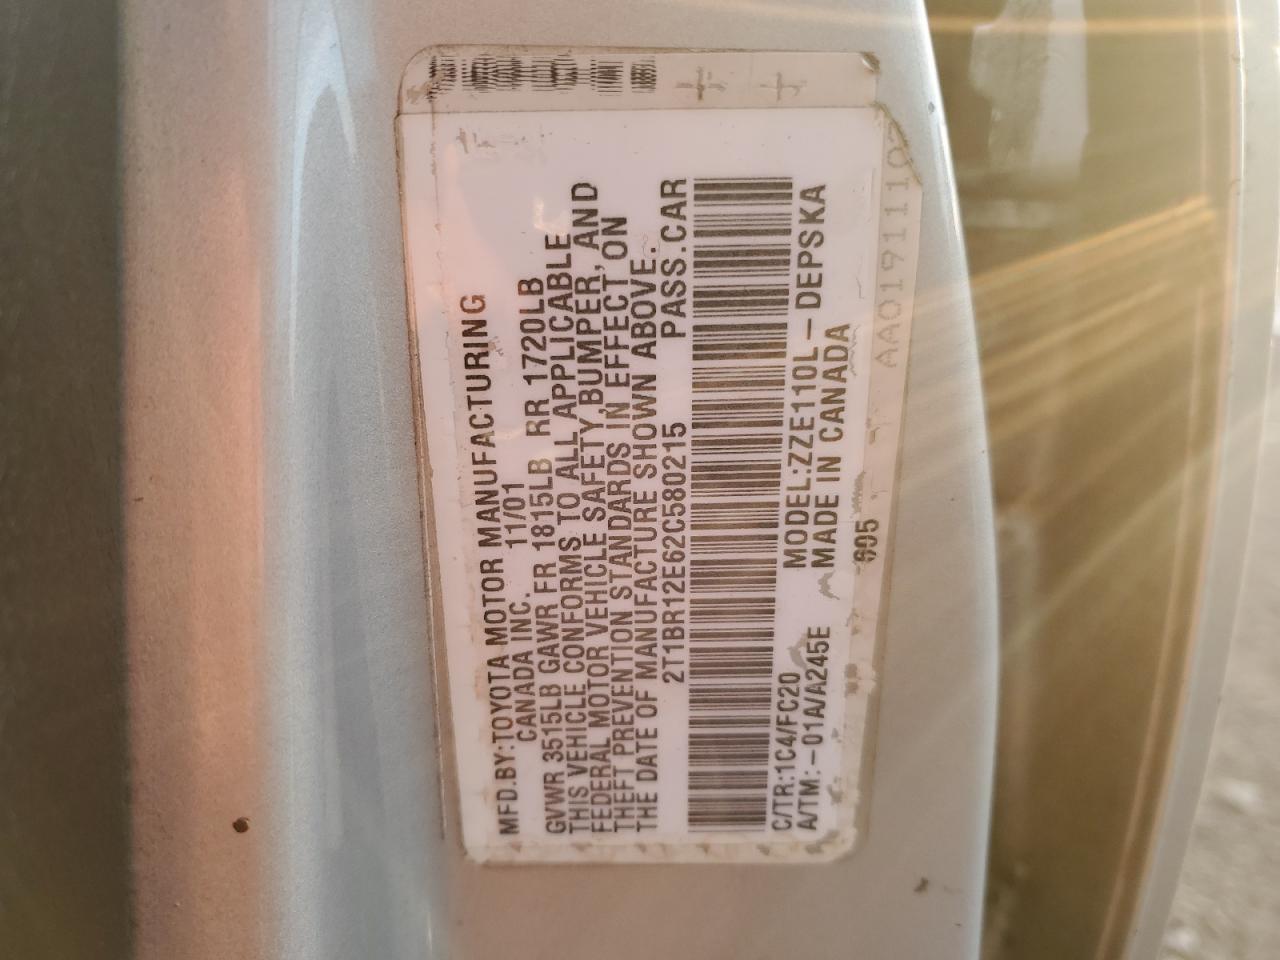 MFD.BY:TOYOTA MOTOR MANUFACTURING
CANADA INC. 11/01
GVWR 3515LB GAWR FR 1815LB RR 1720LB
THIS VEHICLE CONFORMS TO ALL APPLICABLE
FEDERAL MOTOR VEHICLE SAFETY, BUMPER, AND
THEFT PREVENTION STANDARDS IN EFFECT ON
THE DATE OF MANUFACTURE SHOWN ABOVE.
2T1BR12E62C580215 PASS.CAR
C/TR:1C4/FC20 MODEL:ZZE110L-DEPSKA
A/TM:-01A/A245E MADE IN CANADA
605